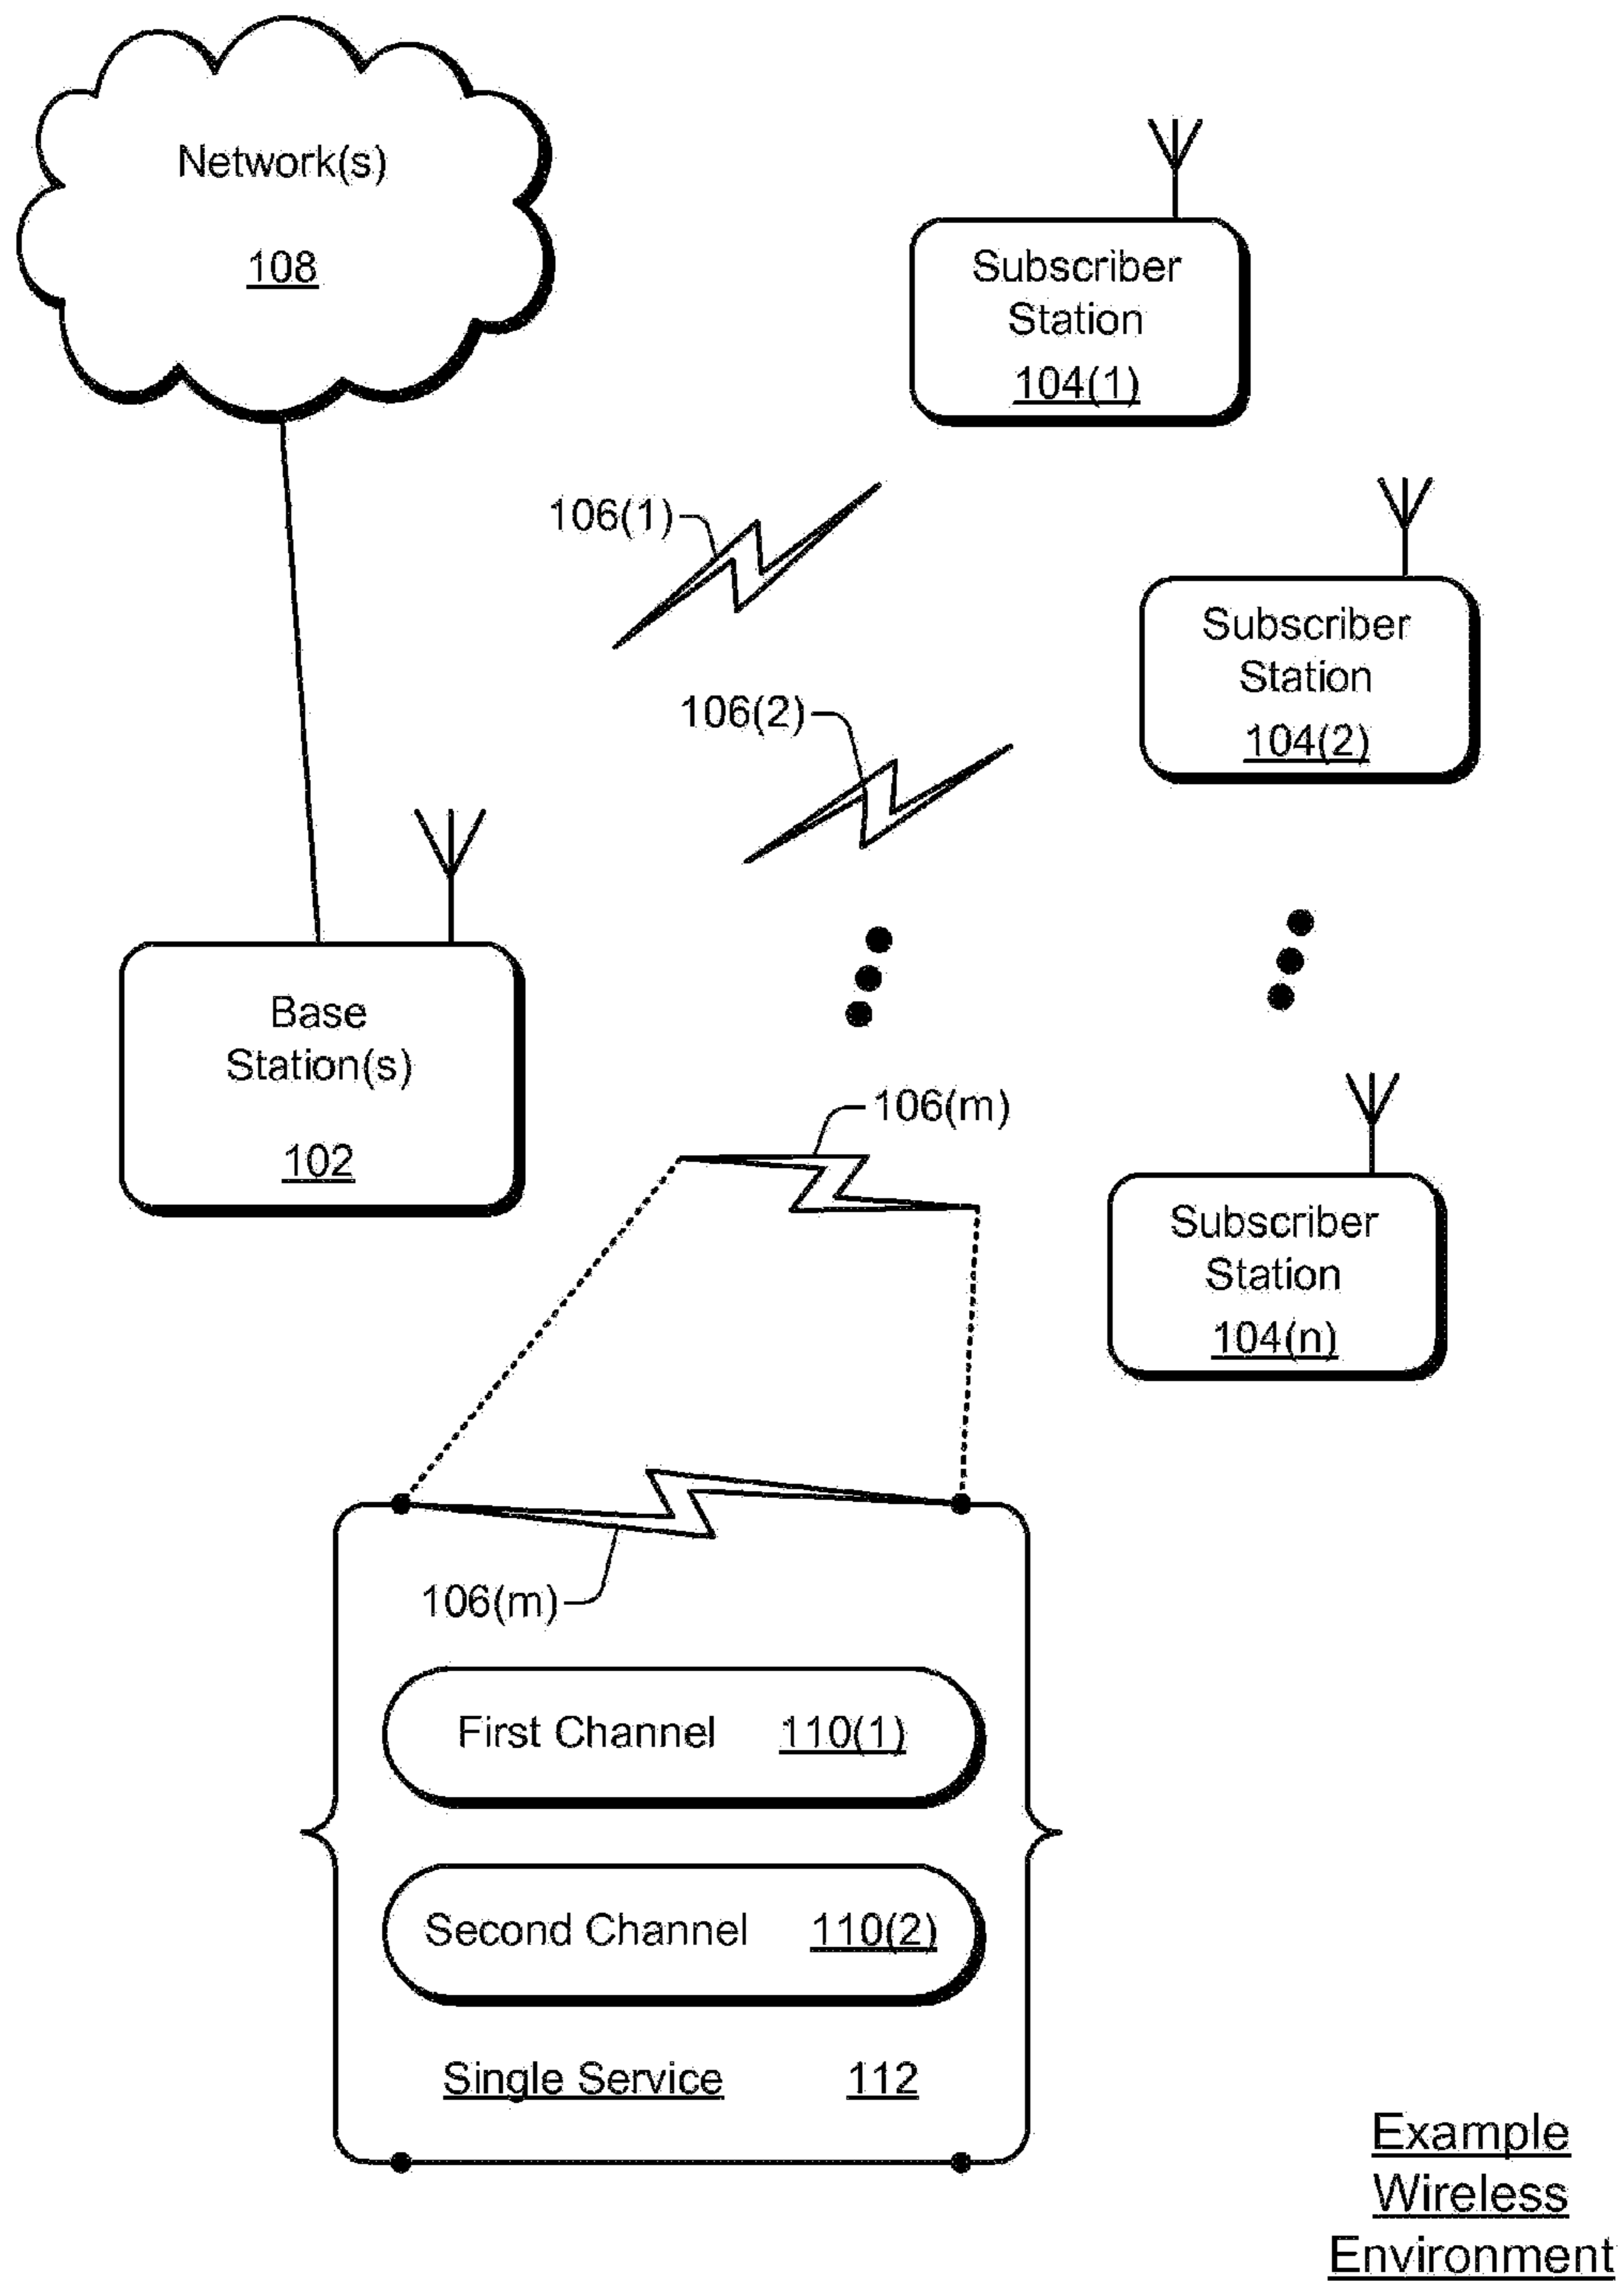 Network(s)
108
Subscriber
Station
104(1)
106(1)
Subscriber
Station
104(2)
106(2)
Base
Station(s)
102
106(m)
Subscriber
Station
104(n)
106(m)
First Channel 110(1)
Second Channel 110(2)
Single Service 112
Example
Wireless
Environment